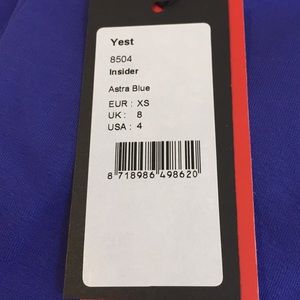 Yest
8504
Insider
Astra Blue
EUR : XS
UK : 8
USA : 4
8 718986 498620